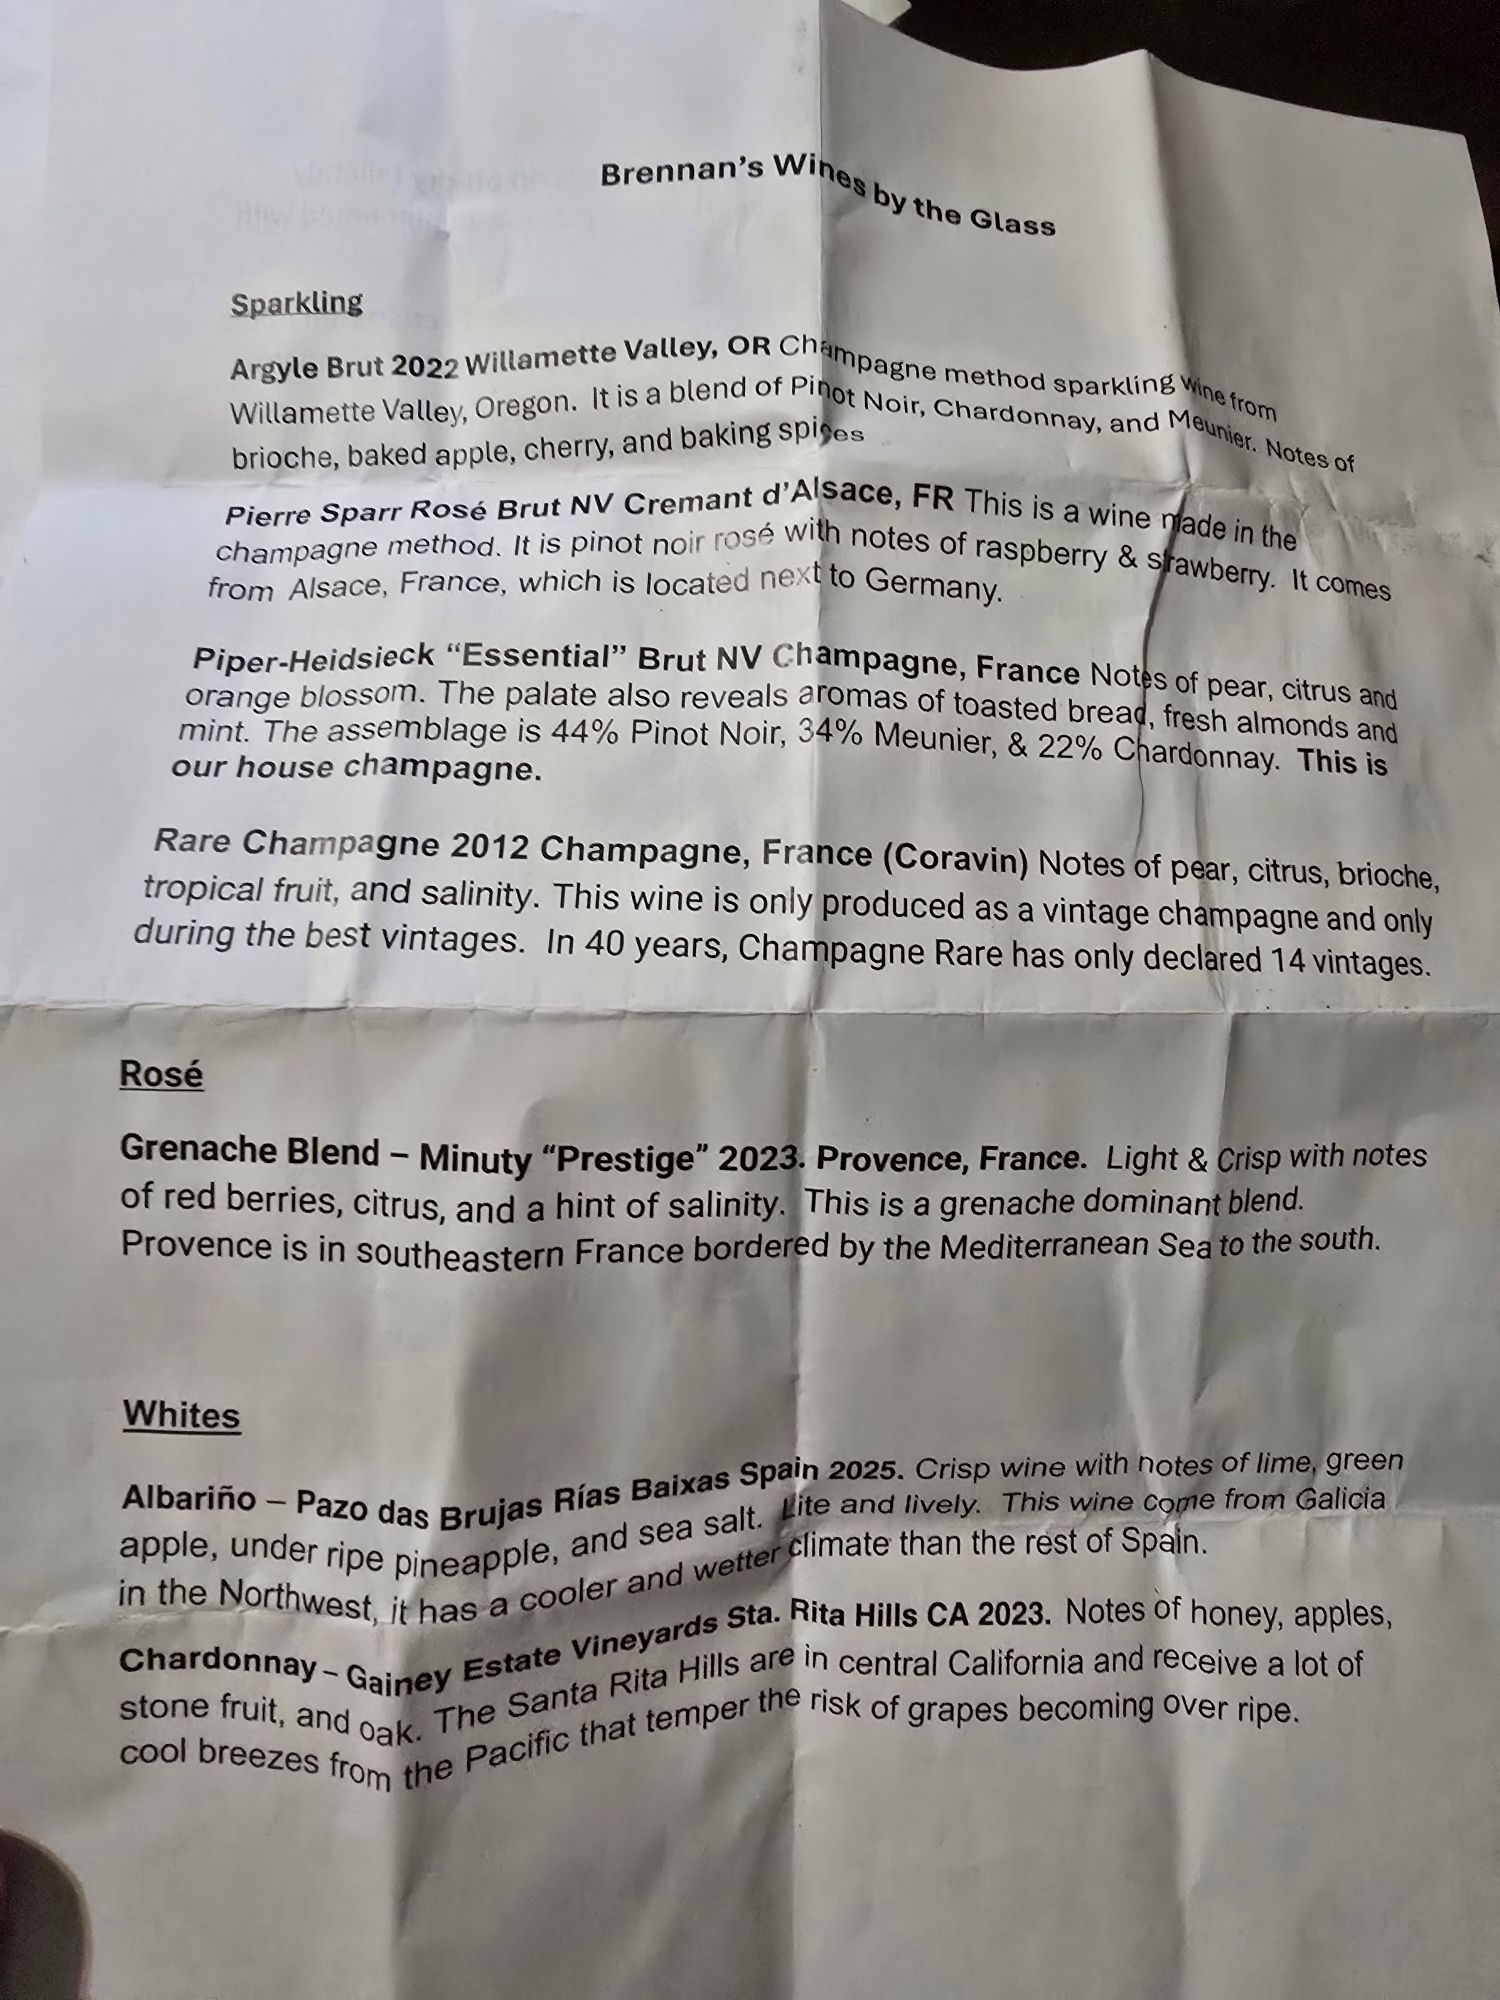 Brennan's Wines by the Glass
Sparkling
Argyle Brut 2022 Willamette Valley, OR Champagne method sparkling wine from
Willamette Valley, Oregon. It is a blend of Pinot Noir, Chardonnay, and Meunier. Notes of
brioche, baked apple, cherry, and baking spices
Pierre Sparr Rosé Brut NV Cremant d'Alsace, FR This is a wine made in the
champagne method. It is pinot noir rosé with notes of raspberry & strawberry. It comes
from Alsace, France, which is located next to Germany.
Piper-Heidsieck "Essential" Brut NV Champagne, France Notes of pear, citrus and
orange blossom. The palate also reveals aromas of toasted bread, fresh almonds and
mint. The assemblage is 44% Pinot Noir, 34% Meunier, & 22% Chardonnay. This is
our house champagne.
Rare Champagne 2012 Champagne, France (Coravin) Notes of pear, citrus, brioche,
tropical fruit, and salinity. This wine is only produced as a vintage champagne and only
during the best vintages. In 40 years, Champagne Rare has only declared 14 vintages.
Rosé
Grenache Blend – Minuty "Prestige" 2023. Provence, France. Light & Crisp with notes
of red berries, citrus, and a hint of salinity. This is a grenache dominant blend.
Provence is in southeastern France bordered by the Mediterranean Sea to the south.
Whites
Albariño – Pazo das Brujas Rías Baixas Spain 2025. Crisp wine with notes of lime, green
apple, under ripe pineapple, and sea salt. Lite and lively. This wine come from Galicia
in the Northwest, it has a cooler and wetter climate than the rest of Spain.
Chardonnay – Gainey Estate Vineyards Sta. Rita Hills CA 2023. Notes of honey, apples,
stone fruit, and oak. The Santa Rita Hills are in central California and receive a lot of
cool breezes from the Pacific that temper the risk of grapes becoming over ripe.